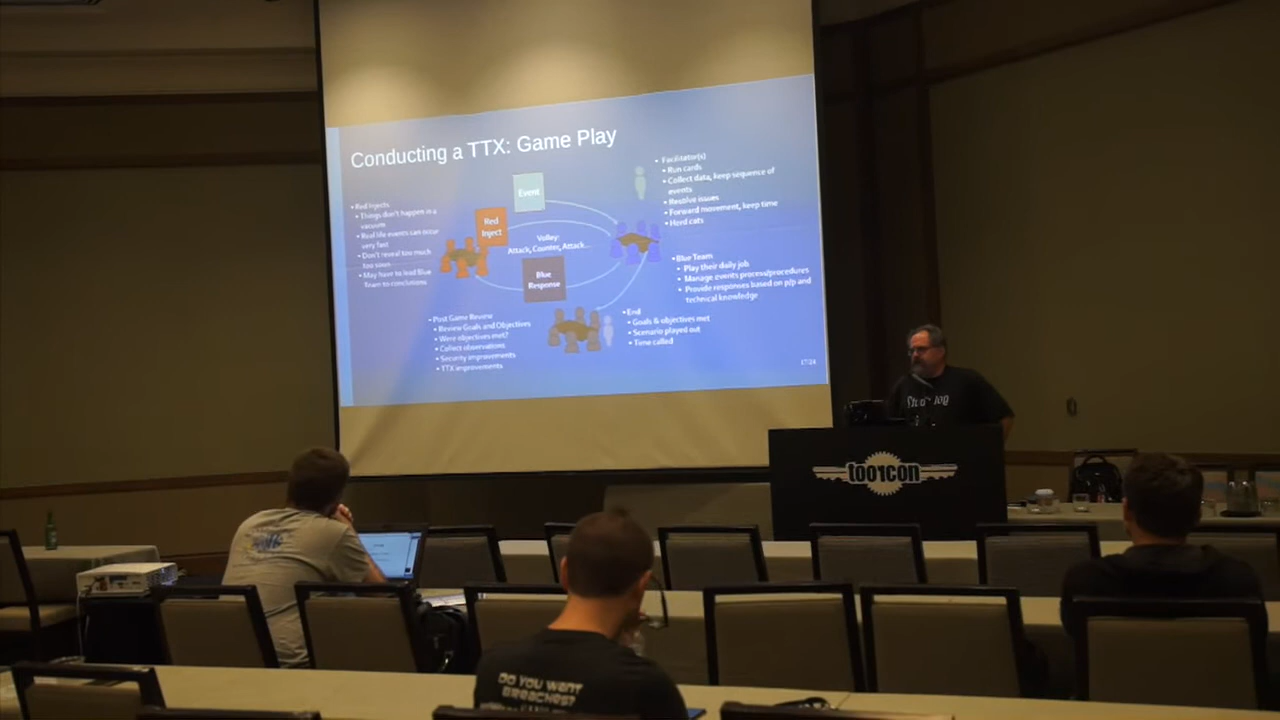 Conducting a TTX: Game Play
Event
Red
Inject
Volley:
Attack, Counter, Attack...
Blue
Response
• Red Injects
• Things don't happen in a
vacuum
• Real life events can occur
very fast
• Don't reveal too much
too soon
• May have to lead Blue
Team to conclusions
• Facilitator(s)
• Run cards
• Collect data, keep sequence of
events
• Resolve issues
• Forward movement, keep time
• Herd cats
• Blue Team
• Play their daily job
• Manage events process/procedures
• Provide responses based on p/p and
technical knowledge
• Post Game Review
• Review Goals and Objectives
• Were objectives met?
• Collect observations
• Security improvements
• TTX improvements
• End
• Goals & objectives met
• Scenario played out
• Time called
17/24
too1con
DO YOU WANT
BREACHES?